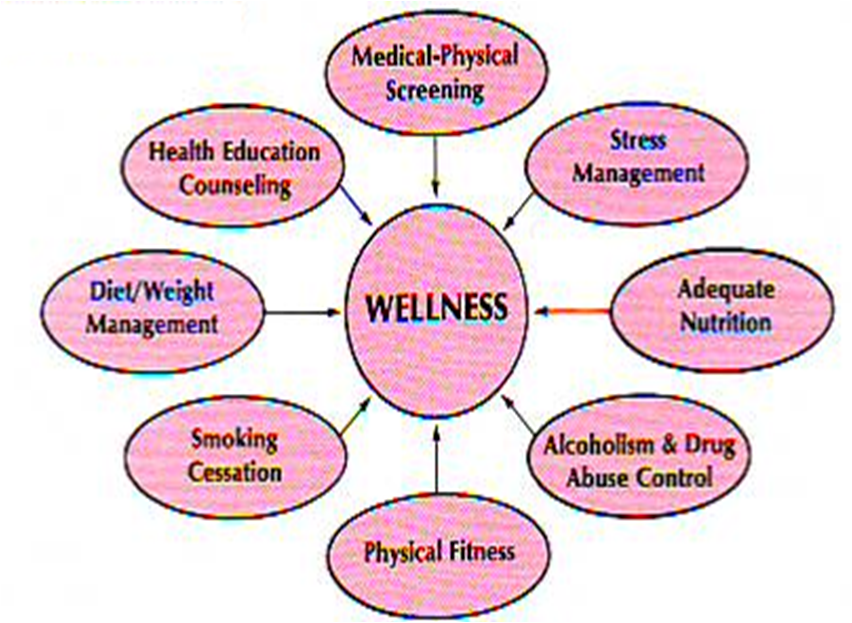 Medical-Physical
Screening
Stress
Management
Adequate
Nutrition
Alcoholism & Drug
Abuse Control
Physical Fitness
Smoking
Cessation
Diet/Weight
Management
Health Education
Counseling
WELLNESS